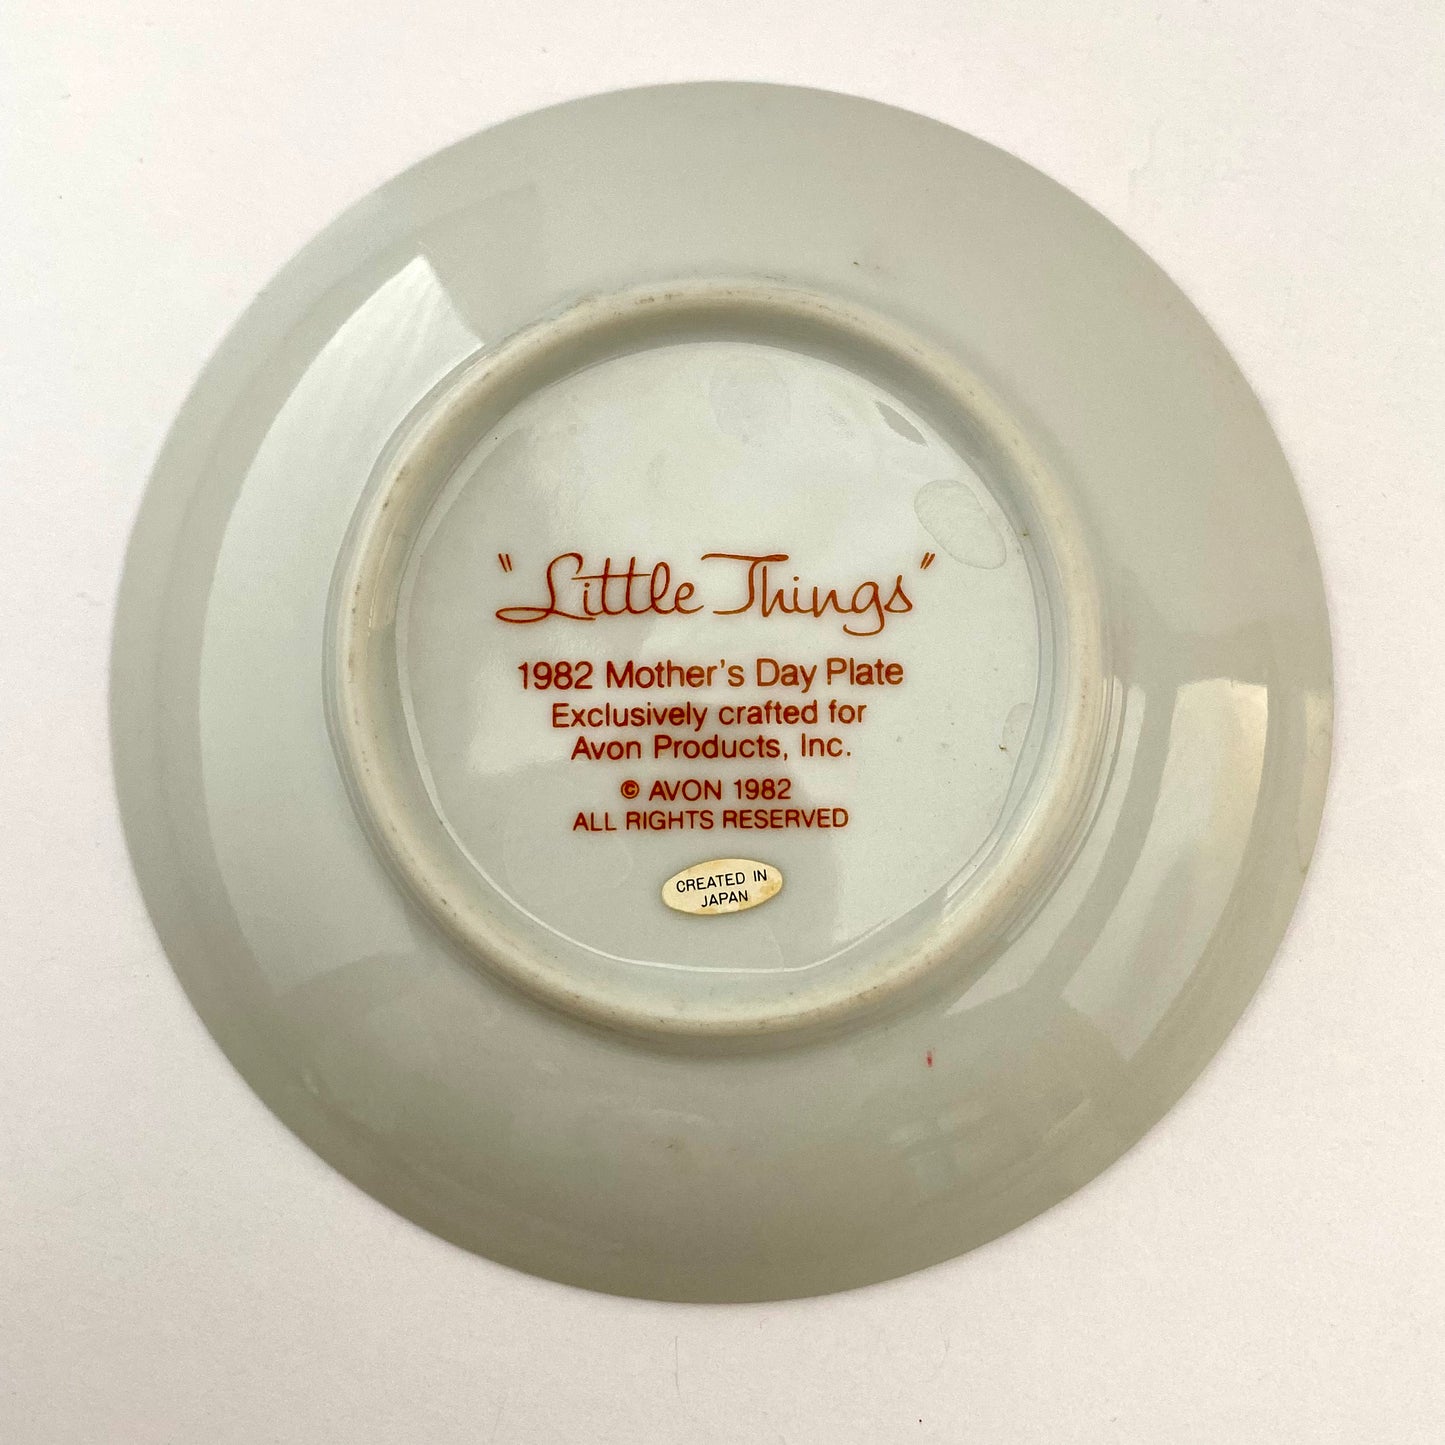 "Little Things"
1982 Mother's Day Plate
Exclusively crafted for
Avon Products, Inc.
© AVON 1982
ALL RIGHTS RESERVED
CREATED IN
JAPAN